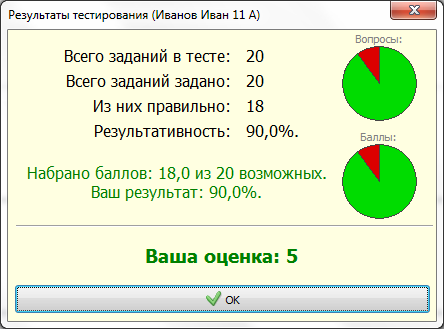 Результаты тестирования (Иванов Иван 11 А)
Вопросы:
Всего заданий в тесте: 20
Всего заданий задано: 20
Из них правильно: 18
Результативность: 90,0%.
Баллы:
Набрано баллов: 18,0 из 20 возможных.
Ваш результат: 90,0%.
Ваша оценка: 5
OK